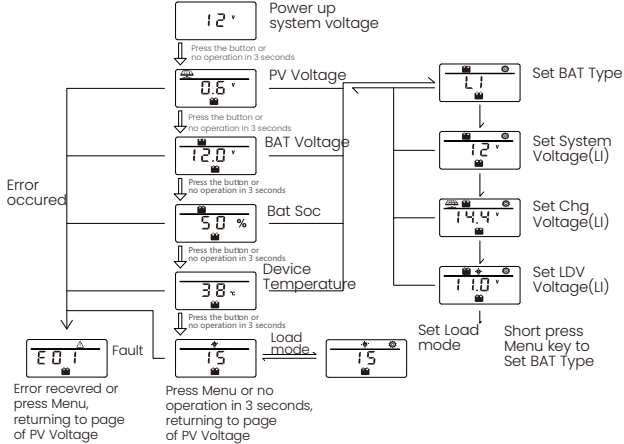 12 v
Power up
system voltage
Press the button or
no operation in 3 seconds
0.6 v
PV Voltage
Press the button or
no operation in 3 seconds
12.0 v
BAT Voltage
Press the button or
no operation in 3 seconds
50 %
Bat Soc
Press the button or
no operation in 3 seconds
38 °C
Device
Temperature
Press the button or
no operation in 3 seconds
15
Load
mode
15
Error
occured
E01
Fault
Error recevred or
press Menu,
returning to page
of PV Voltage
Press Menu or no
operation in 3 seconds,
returning to page
of PV Voltage
LI
Set BAT Type
12 v
Set System
Voltage(LI)
14.4 v
Set Chg
Voltage(LI)
11.0 v
Set LDV
Voltage(LI)
Set Load
mode
Short press
Menu key to
Set BAT Type